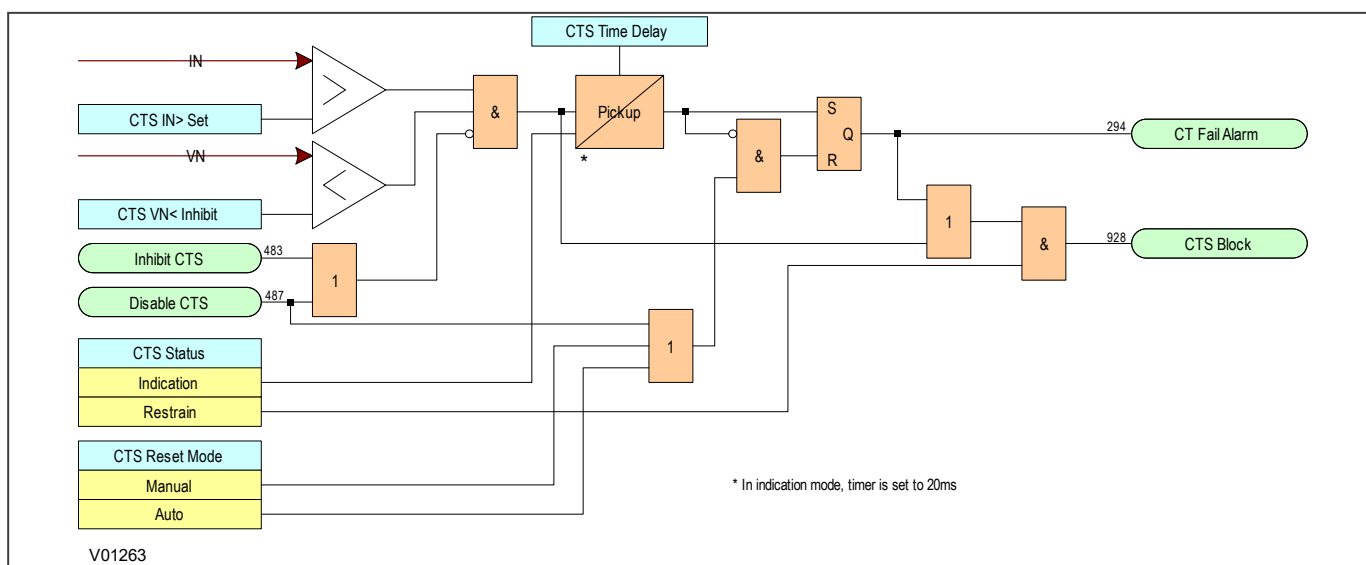 CTS Time Delay
IN
CTS IN> Set
&
Pickup
*
S
Q
R
VN
&
294
CT Fail Alarm
CTS VN< Inhibit
1
&
928
CTS Block
Inhibit CTS
483
1
Disable CTS
487
1
CTS Status
Indication
Restrain
CTS Reset Mode
Manual
Auto
* In indication mode, timer is set to 20ms
V01263